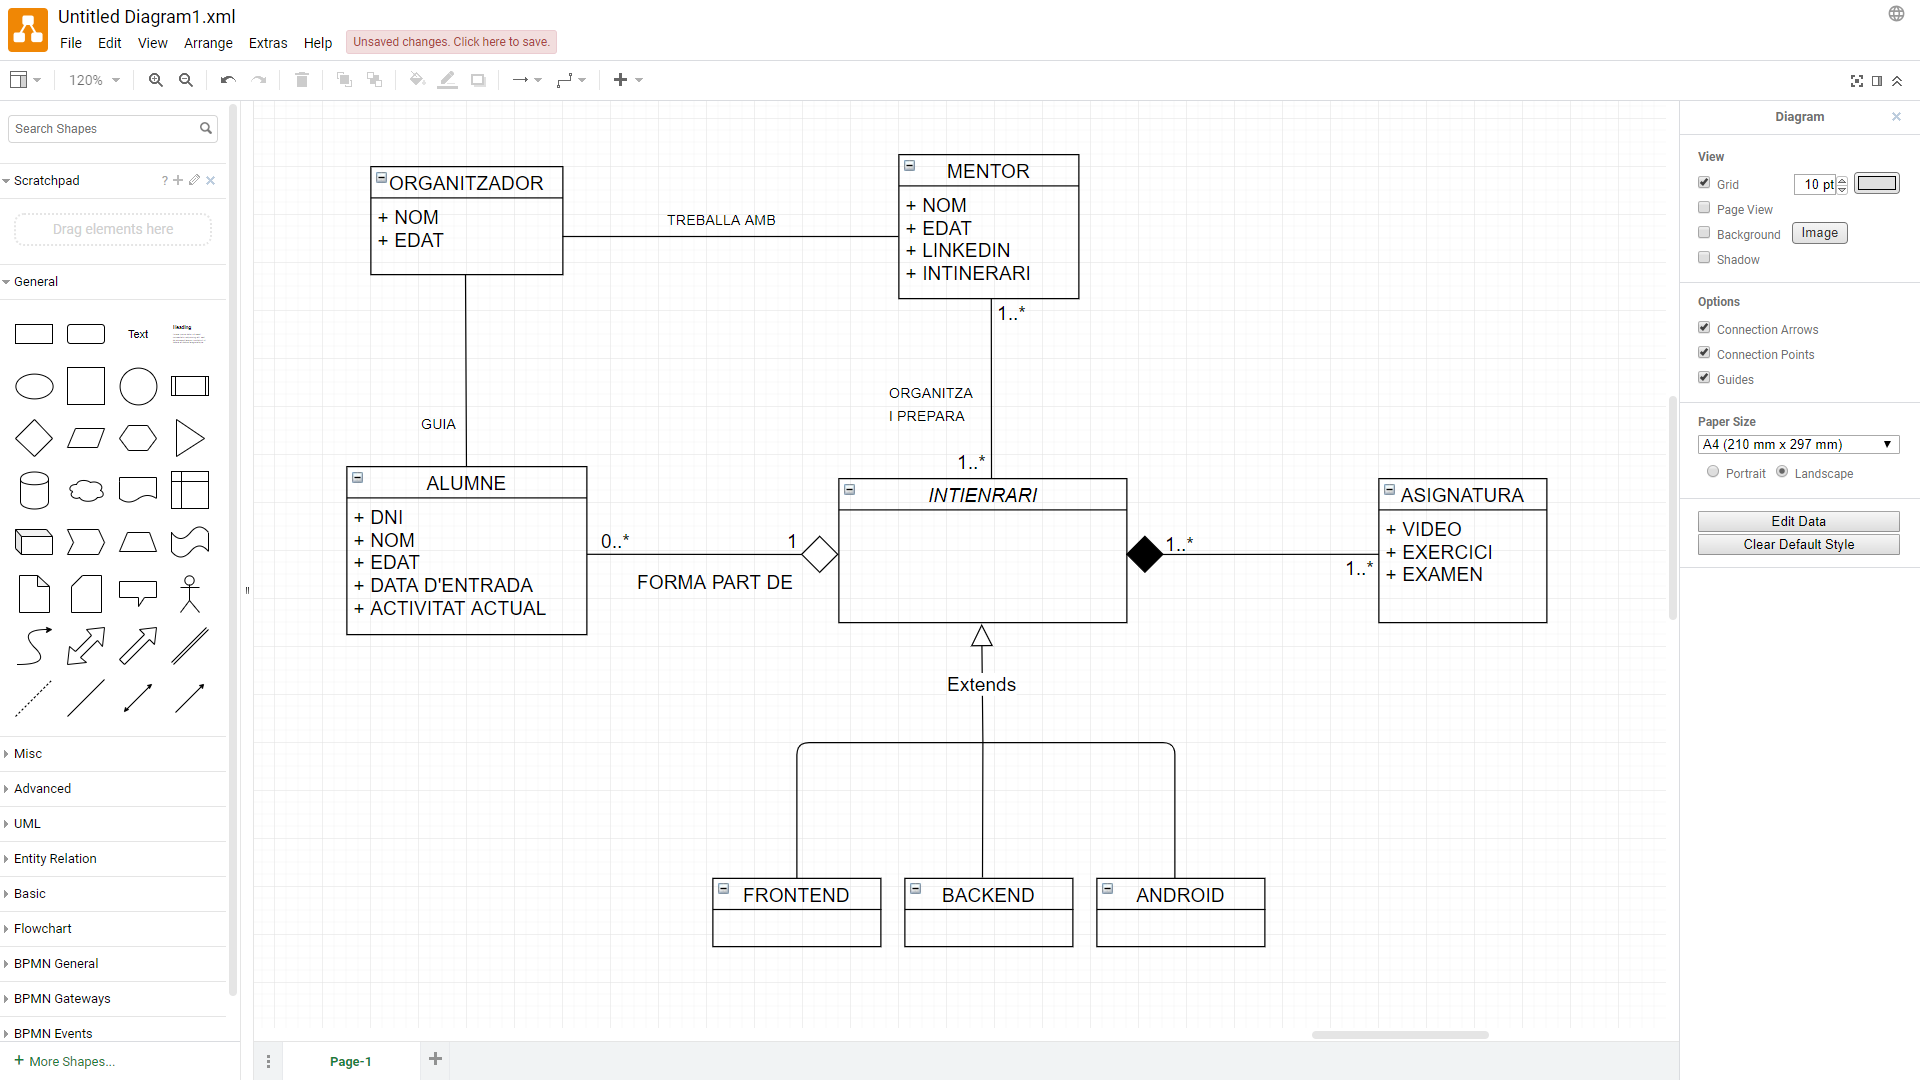 Untitled Diagram1.xml
File Edit View Arrange Extras Help Unsaved changes. Click here to save.
120%
Search Shapes
Scratchpad ?
Drag elements here
General
Text
Heading
Misc
Advanced
UML
Entity Relation
Basic
Flowchart
BPMN General
BPMN Gateways
BPMN Events
+ More Shapes...
ORGANITZADOR
+ NOM
+ EDAT
TREBALLA AMB
MENTOR
+ NOM
+ EDAT
+ LINKEDIN
+ INTINERARI
1..*
ORGANITZA
I PREPARA
1..*
GUIA
ALUMNE
+ DNI
+ NOM
+ EDAT
+ DATA D'ENTRADA
+ ACTIVITAT ACTUAL
0..*
1
FORMA PART DE
INTIENRARI
1..*
1..*
ASIGNATURA
+ VIDEO
+ EXERCICI
+ EXAMEN
Extends
FRONTEND
BACKEND
ANDROID
Page-1
Diagram
View
Grid 10 pt
Page View
Background Image
Shadow
Options
Connection Arrows
Connection Points
Guides
Paper Size
A4 (210 mm x 297 mm)
Portrait Landscape
Edit Data
Clear Default Style